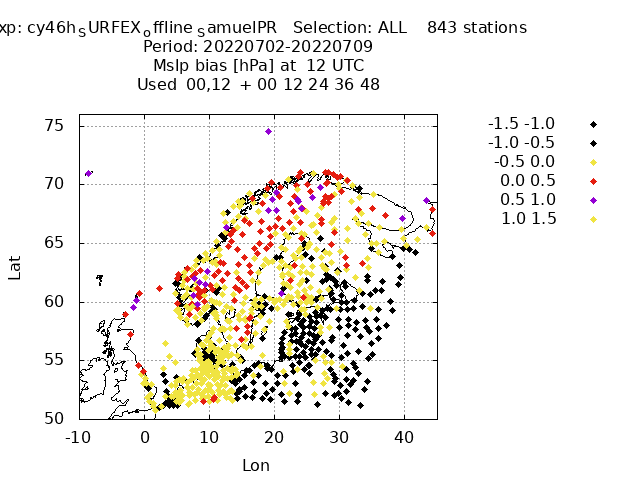 xp: cy46h_SURFEX_offline_samuelPR   Selection: ALL    843 stations
Period: 20220702-20220709
Mslp bias [hPa] at  12 UTC
Used  00,12  + 00 12 24 36 48
-1.5 -1.0
-1.0 -0.5
-0.5 0.0
0.0 0.5
0.5 1.0
1.0 1.5
75
70
65
60
55
50
Lat
-10 0 10 20 30 40
Lon